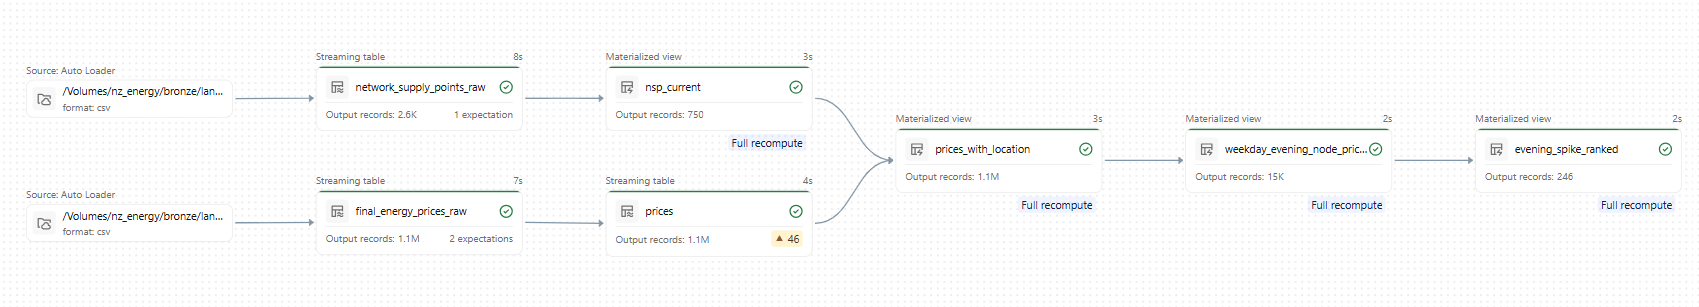 Source: Auto Loader
/Volumes/nz_energy/bronze/lan...
format: csv
Streaming table 8s
network_supply_points_raw
Output records: 2.6K 1 expectation
Materialized view 3s
nsp_current
Output records: 750
Full recompute
Source: Auto Loader
/Volumes/nz_energy/bronze/lan...
format: csv
Streaming table 7s
final_energy_prices_raw
Output records: 1.1M 2 expectations
Streaming table 4s
prices
Output records: 1.1M 46
Materialized view 3s
prices_with_location
Output records: 1.1M
Full recompute
Materialized view 2s
weekday_evening_node_pric...
Output records: 15K
Full recompute
Materialized view 2s
evening_spike_ranked
Output records: 246
Full recompute